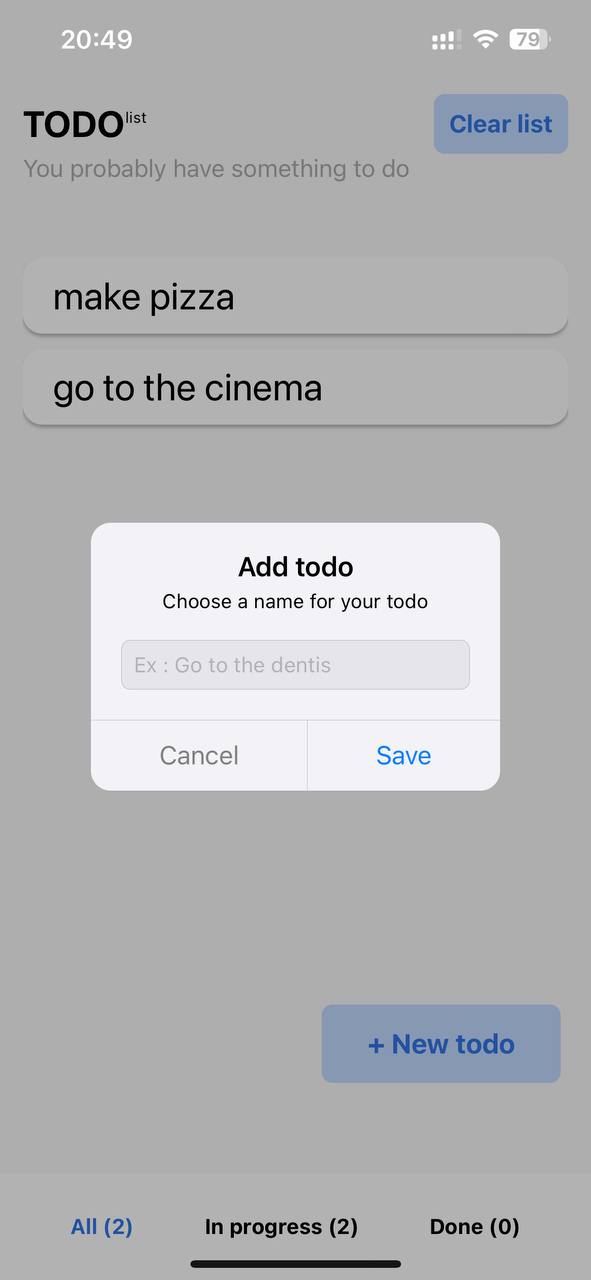 20:49
79
TODOlist
Clear list
You probably have something to do
make pizza
go to the cinema
Add todo
Choose a name for your todo
Ex : Go to the dentis
Cancel
Save
+ New todo
All (2)
In progress (2)
Done (0)